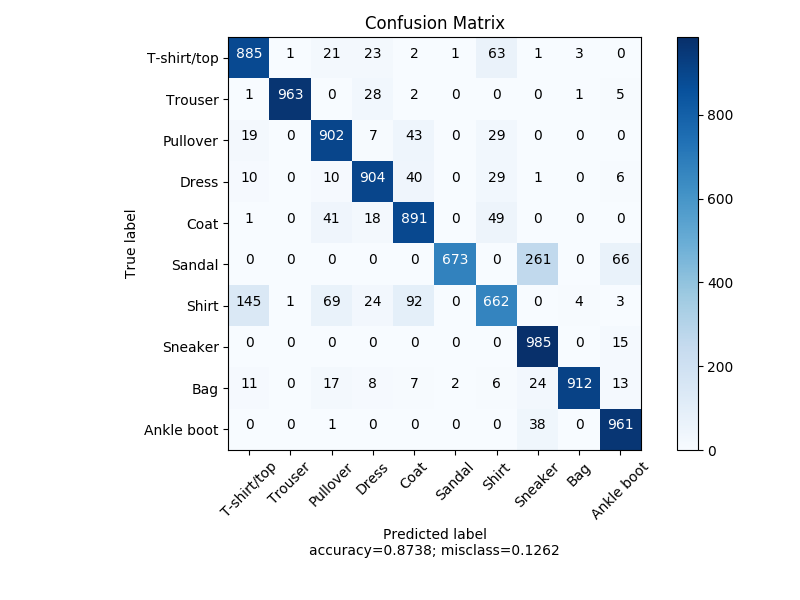 Confusion Matrix
T-shirt/top 885 1 21 23 2 1 63 1 3 0
Trouser 1 963 0 28 2 0 0 0 1 5
800
Pullover 19 0 902 7 43 0 29 0 0 0
Dress 10 0 10 904 40 0 29 1 0 6
600
Coat 1 0 41 18 891 0 49 0 0 0
True label
Sandal 0 0 0 0 0 673 0 261 0 66
400
Shirt 145 1 69 24 92 0 662 0 4 3
Sneaker 0 0 0 0 0 0 0 985 0 15
200
Bag 11 0 17 8 7 2 6 24 912 13
Ankle boot 0 0 1 0 0 0 0 38 0 961
0
T-shirt/top Trouser Pullover Dress Coat Sandal Shirt Sneaker Bag Ankle boot
Predicted label
accuracy=0.8738; misclass=0.1262